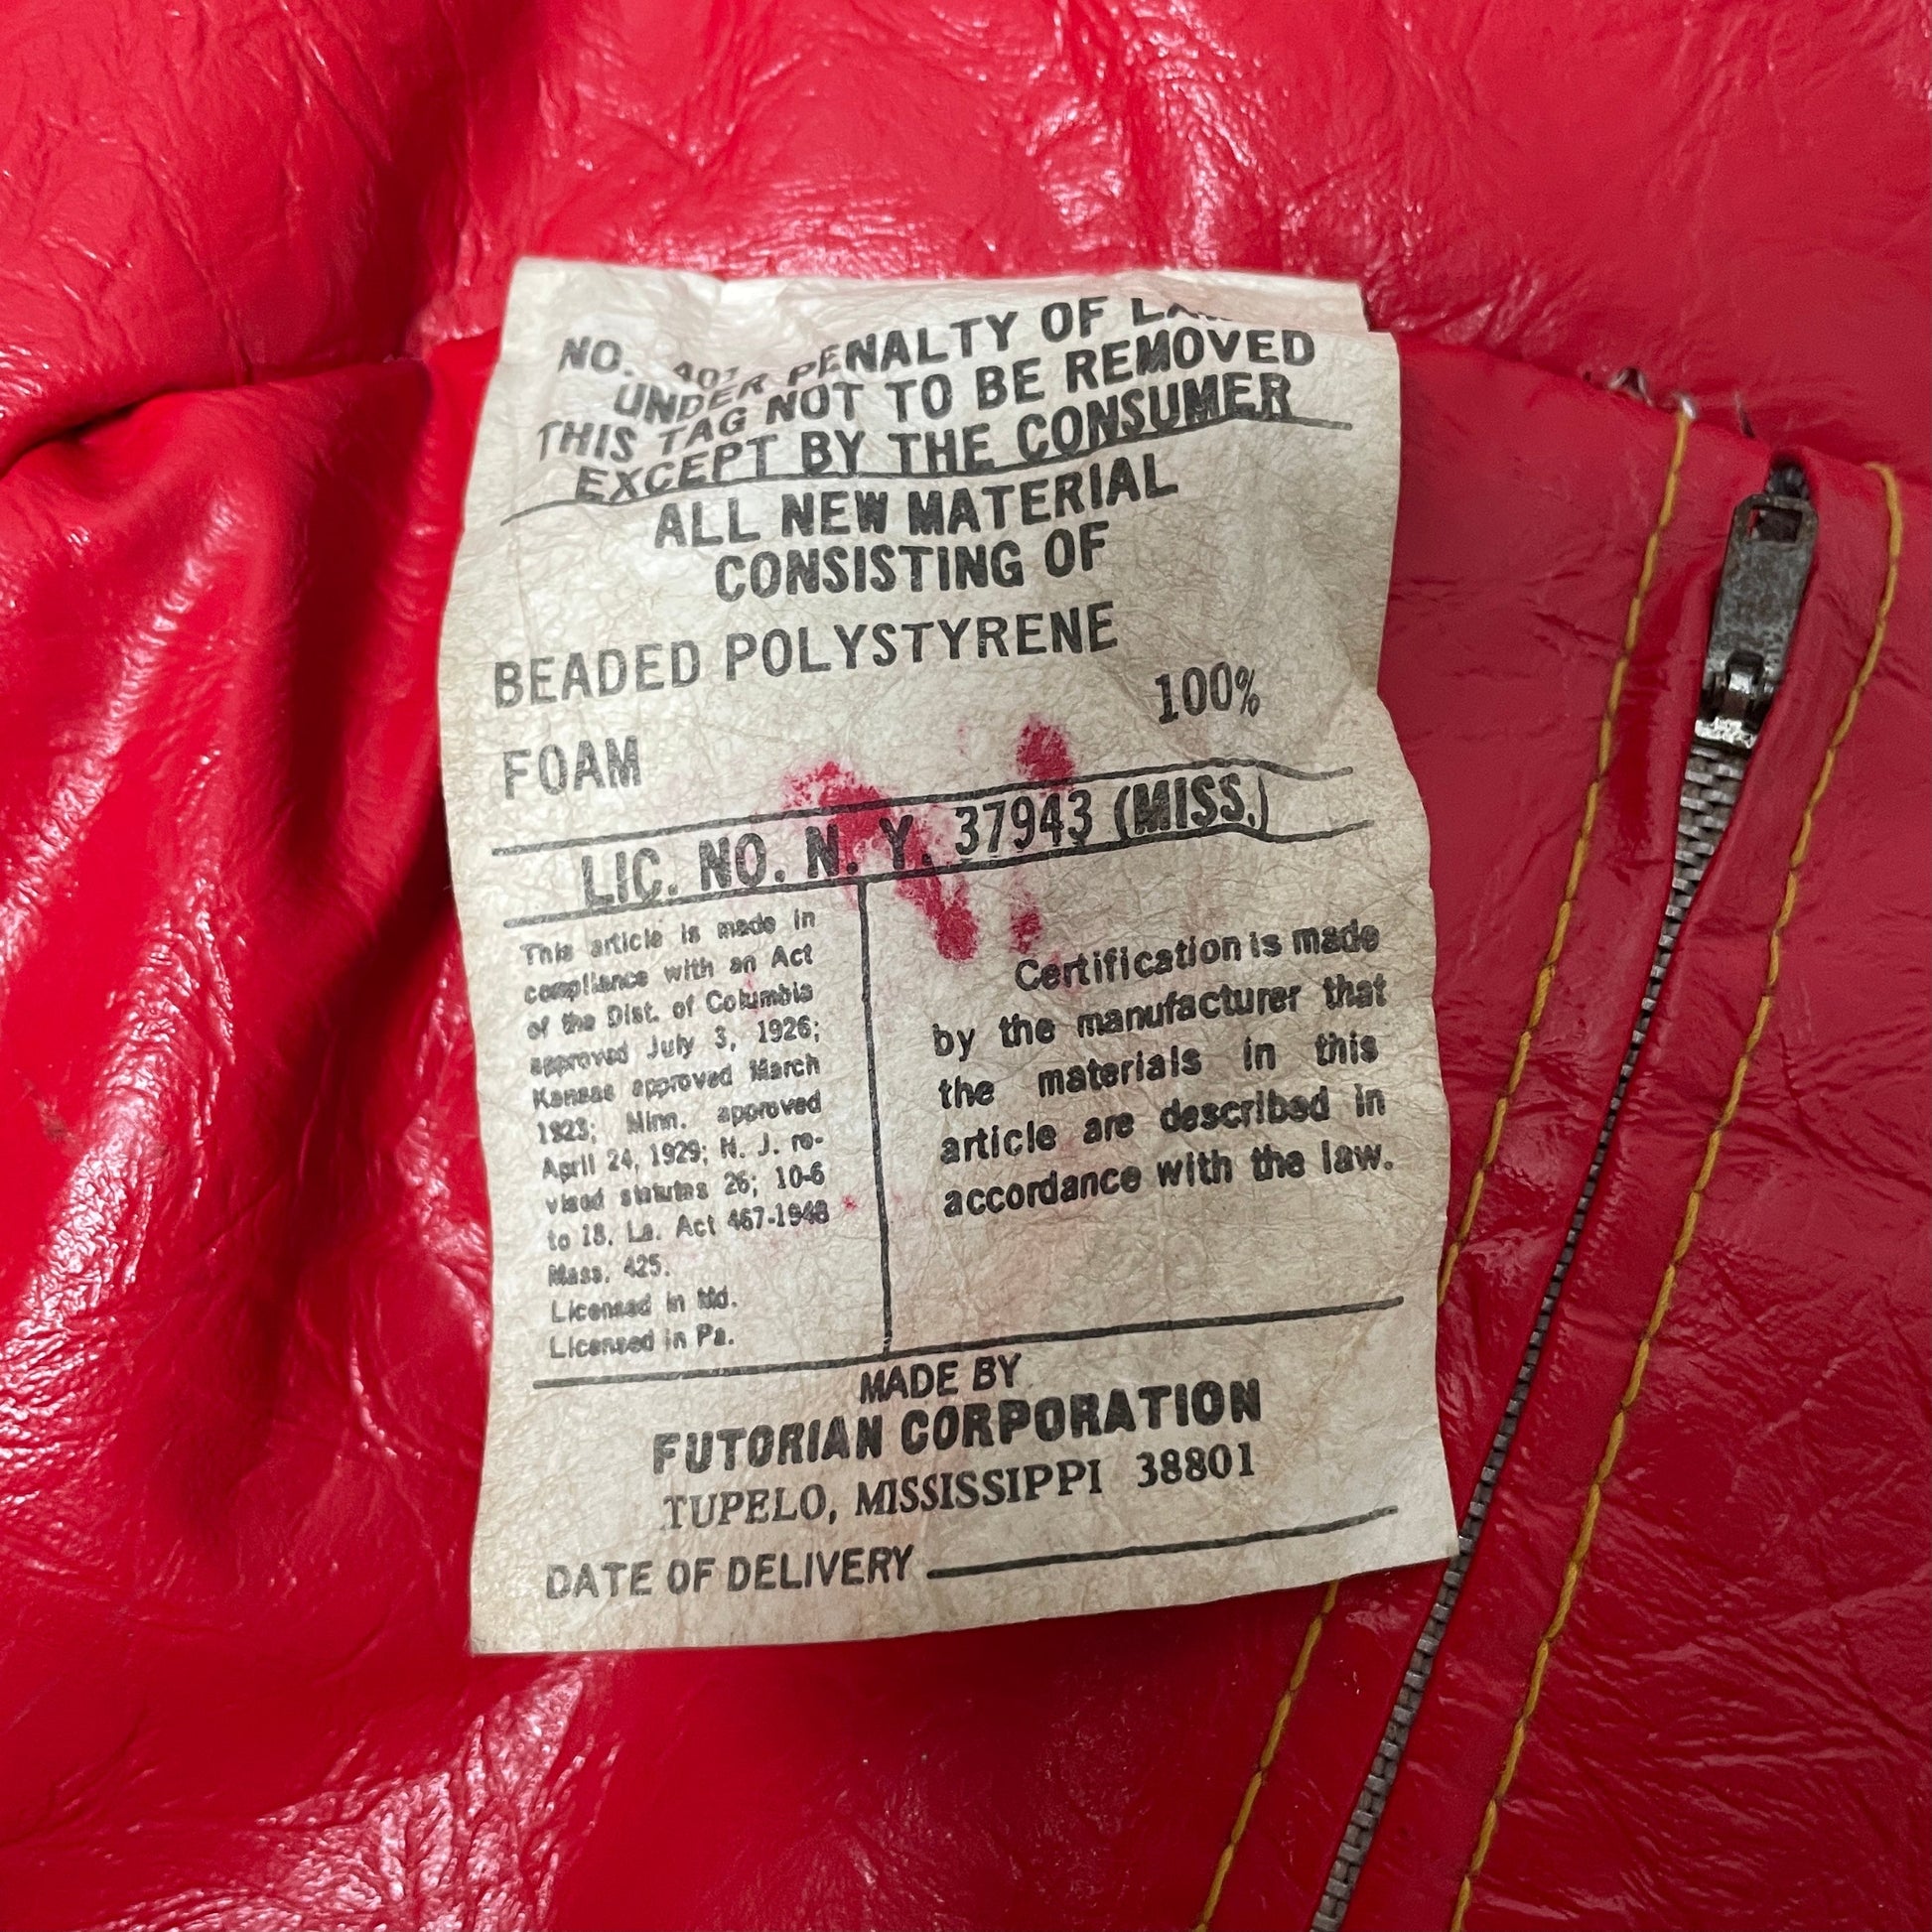 NO. 401
UNDER PENALTY OF
THIS TAG NOT TO BE REMOVED
EXCEPT BY THE CONSUMER
ALL NEW MATERIAL
CONSISTING OF
BEADED POLYSTYRENE
100%
FOAM
LIC. NO. N. Y. 37943 (MISS.)
This article is made in
compliance with an Act
of the Dist. of Columbia
approved July 3, 1926;
Kansas approved March
1923; Minn. approved
April 24, 1929; N. J. re-
vised statutes 26; 10-6
to 18. La. Act 467-1948
Mass. 425.
Licensed in Md.
Licensed in Pa.
Certification is made
by the manufacturer that
the materials in this
article are described in
accordance with the law.
MADE BY
FUTORIAN CORPORATION
TUPELO, MISSISSIPPI 38801
DATE OF DELIVERY